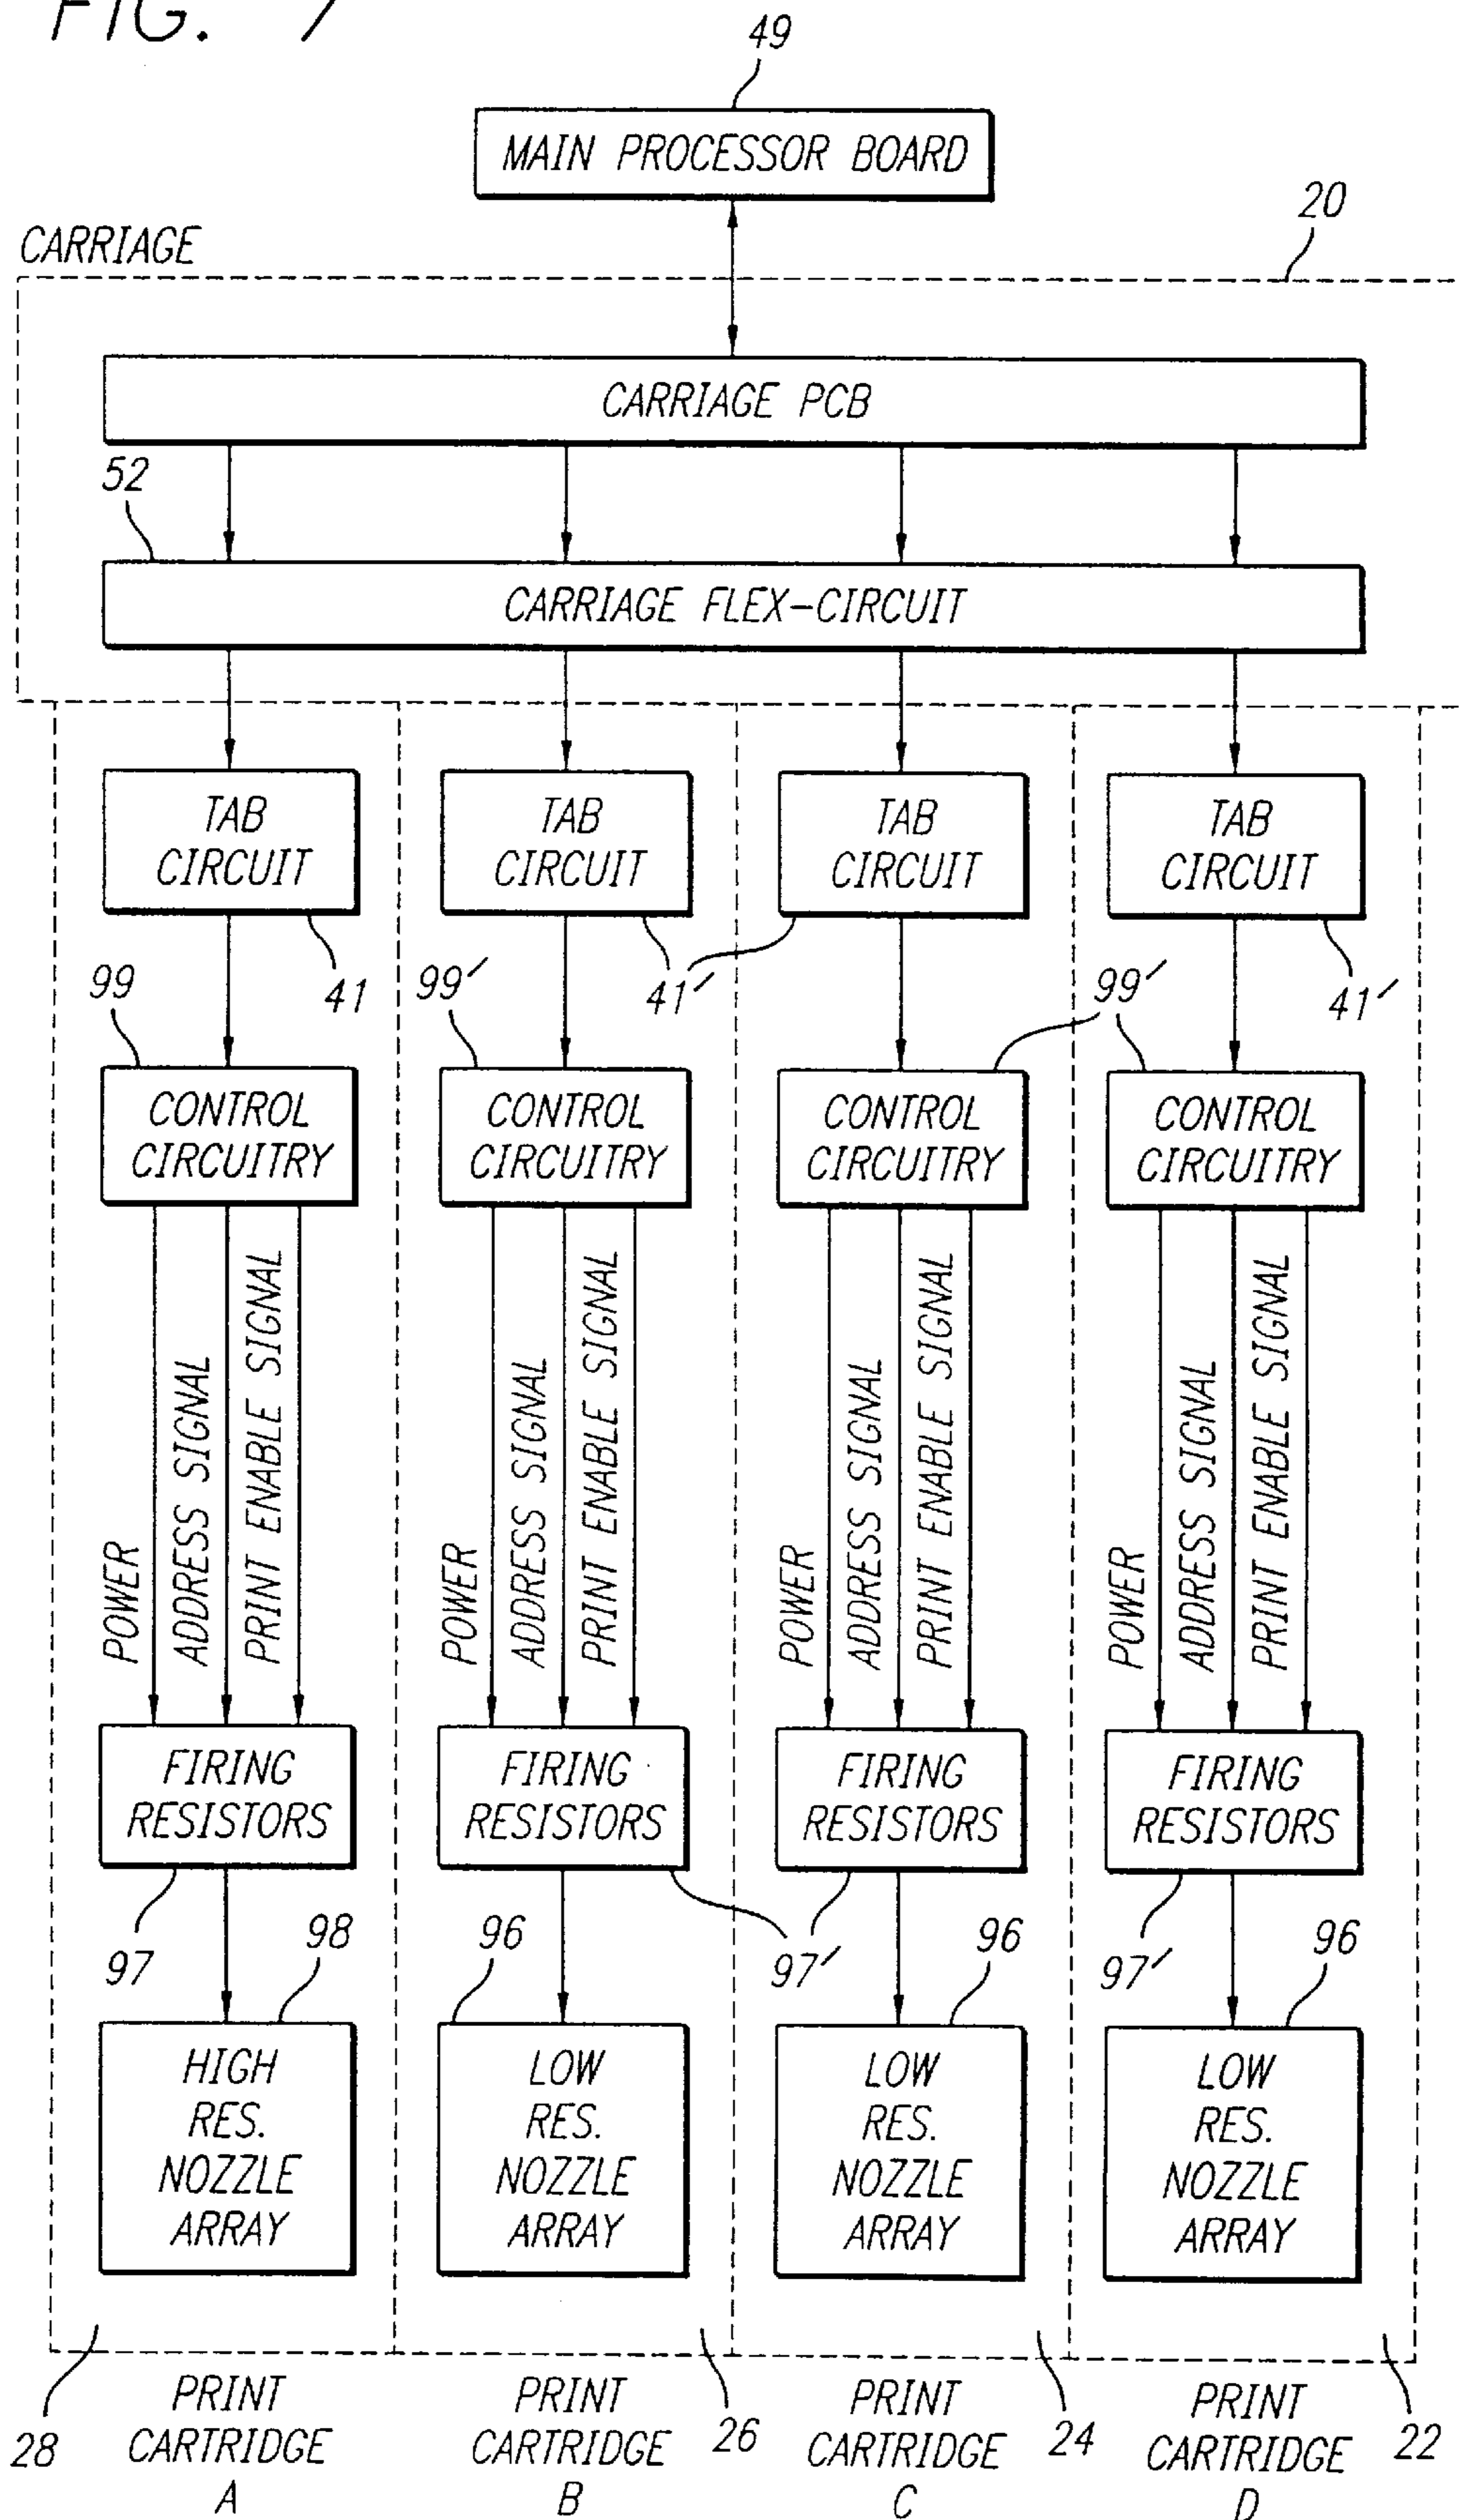 FIG. 7
49
MAIN PROCESSOR BOARD
20
CARRIAGE
CARRIAGE PCB
52
CARRIAGE FLEX-CIRCUIT
TAB
CIRCUIT
TAB
CIRCUIT
TAB
CIRCUIT
TAB
CIRCUIT
99
41
99′
41′
99′
41′
CONTROL
CIRCUITRY
CONTROL
CIRCUITRY
CONTROL
CIRCUITRY
CONTROL
CIRCUITRY
POWER
ADDRESS SIGNAL
PRINT ENABLE SIGNAL
POWER
ADDRESS SIGNAL
PRINT ENABLE SIGNAL
POWER
ADDRESS SIGNAL
PRINT ENABLE SIGNAL
POWER
ADDRESS SIGNAL
PRINT ENABLE SIGNAL
FIRING
RESISTORS
FIRING
RESISTORS
FIRING
RESISTORS
FIRING
RESISTORS
97
98
96
97′
96
97′
96
HIGH
RES.
NOZZLE
ARRAY
LOW
RES.
NOZZLE
ARRAY
LOW
RES.
NOZZLE
ARRAY
LOW
RES.
NOZZLE
ARRAY
28
PRINT
CARTRIDGE
A
PRINT
CARTRIDGE
B
26
PRINT
CARTRIDGE
C
24
PRINT
CARTRIDGE
D
22